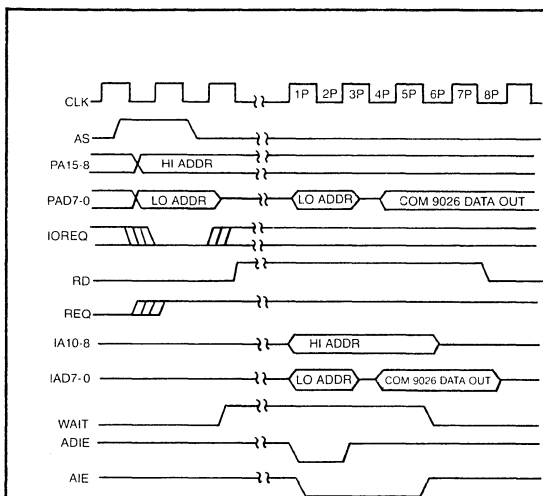 CLK 1P 2P 3P 4P 5P 6P 7P 8P
AS
PA15-8 HI ADDR
PAD7-0 LO ADDR LO ADDR COM 9026 DATA OUT
IOREQ
RD
REQ
IA10-8 HI ADDR
IAD7-0 LO ADDR COM 9026 DATA OUT
WAIT
ADIE
AIE